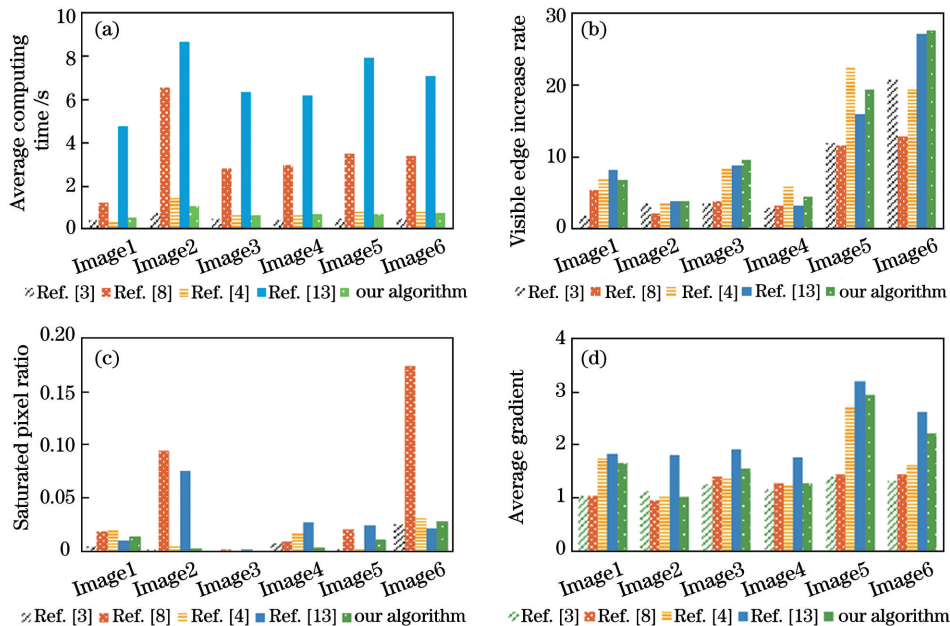 (a)
Average computing
time /s
10
8
6
4
2
0
Image1 Image2 Image3 Image4 Image5 Image6
Ref. [3] Ref. [8] Ref. [4] Ref. [13] our algorithm
(b)
Visible edge increase rate
30
20
10
0
Image1 Image2 Image3 Image4 Image5 Image6
Ref. [3] Ref. [8] Ref. [4] Ref. [13] our algorithm
(c)
Saturated pixel ratio
0.20
0.15
0.10
0.05
0
Image1 Image2 Image3 Image4 Image5 Image6
Ref. [3] Ref. [8] Ref. [4] Ref. [13] our algorithm
(d)
Average gradient
4
3
2
1
0
Image1 Image2 Image3 Image4 Image5 Image6
Ref. [3] Ref. [8] Ref. [4] Ref. [13] our algorithm